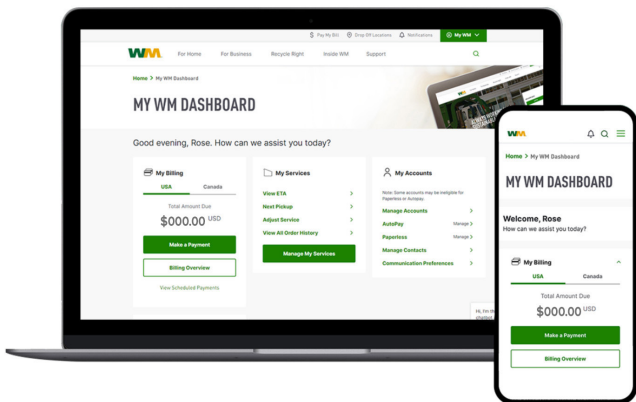 Pay My Bill
Drop Off Locations
Notifications
My WM
WM
For Home
For Business
Recycle Right
Inside WM
Support
Home > My WM Dashboard
MY WM DASHBOARD
Good evening, Rose. How can we assist you today?
My Billing
USA
Canada
Total Amount Due
$000.00 USD
Make a Payment
Billing Overview
View Scheduled Payments
My Services
View ETA
Next Pickup
Adjust Service
View All Order History
Manage My Services
My Accounts
Note: Some accounts may be ineligible for
Paperless or Autopay.
Manage Accounts
AutoPay
Manage
Paperless
Manage
Manage Contacts
Communication Preferences
WM
Home > My WM Dashboard
MY WM DASHBOARD
Welcome, Rose
How can we assist you today?
My Billing
USA
Canada
Total Amount Due
$000.00 USD
Make a Payment
Billing Overview